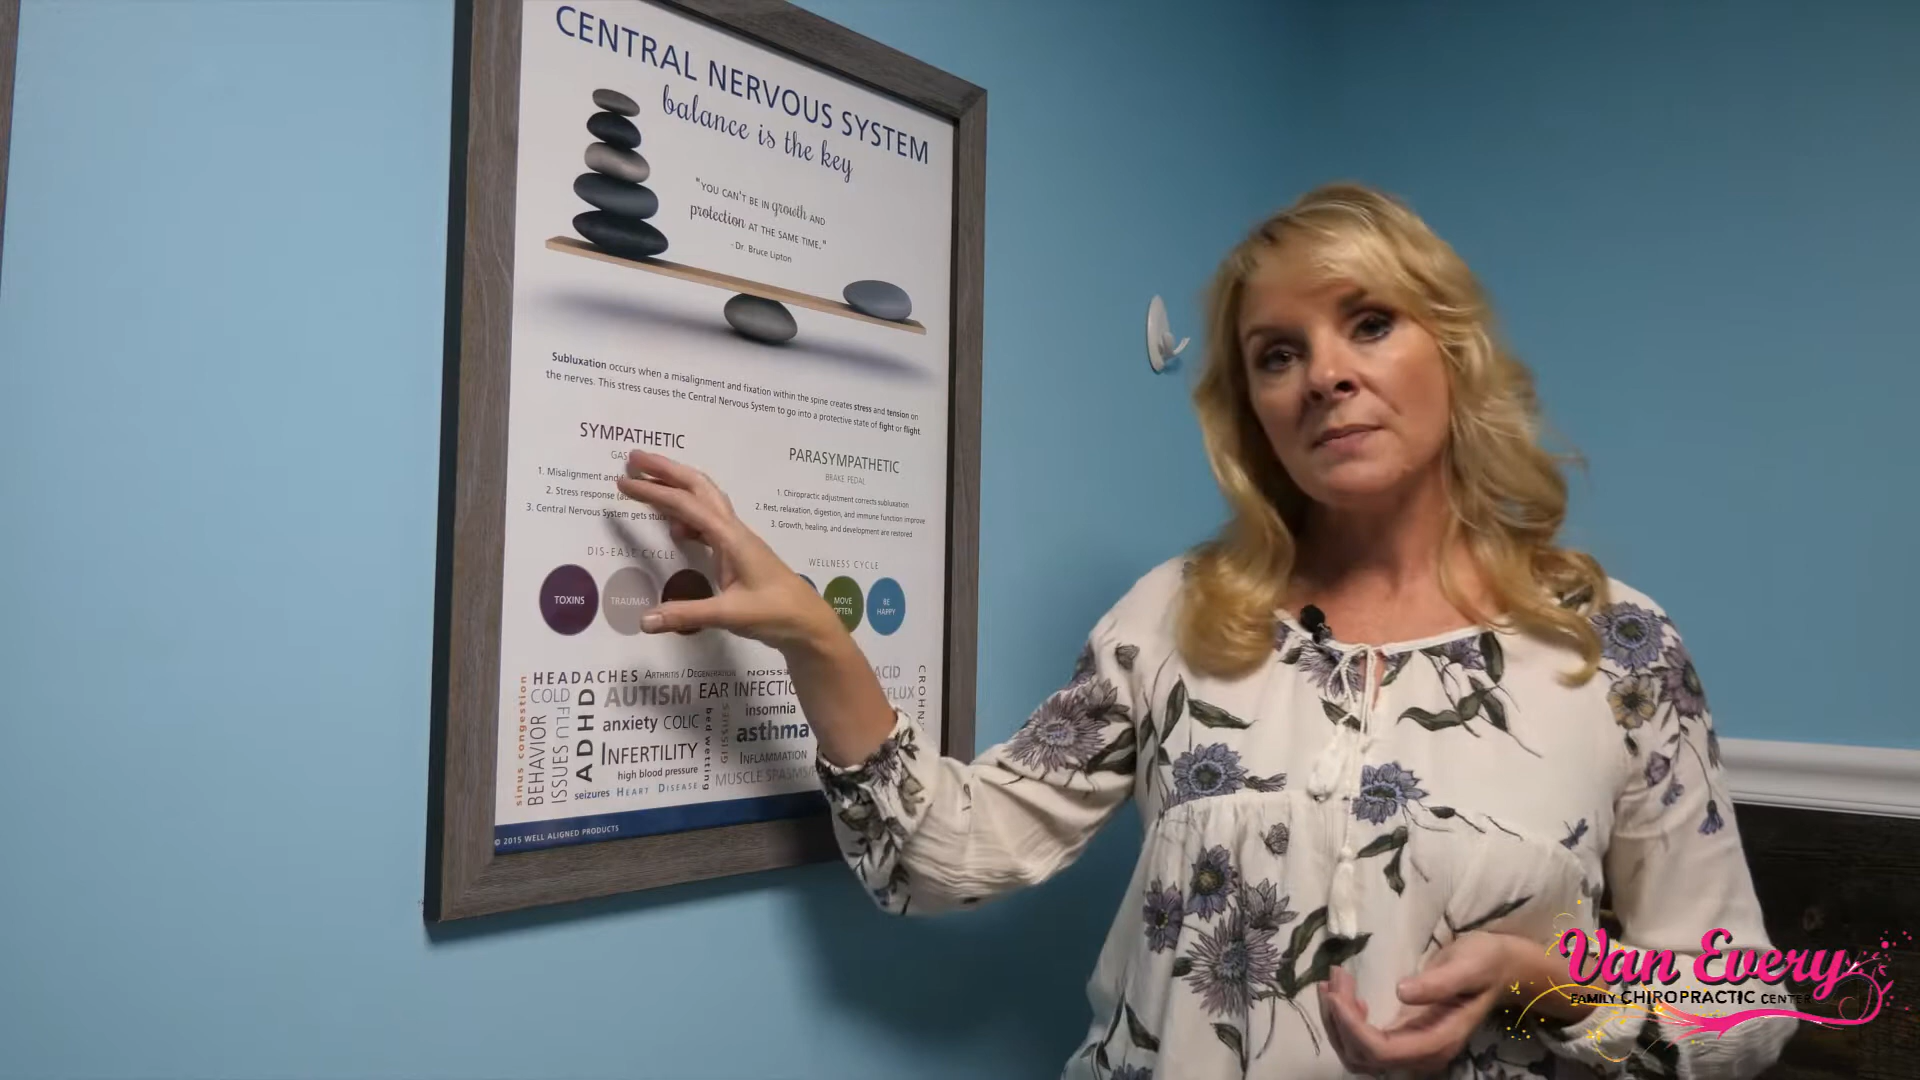 CENTRAL NERVOUS SYSTEM
balance is the key
"YOU CAN'T BE IN growth AND
protection AT THE SAME TIME."
- Dr. Bruce Lipton
Subluxation occurs when a misalignment and fixation within the spine creates stress and tension on
the nerves. This stress causes the Central Nervous System to go into a protective state of fight or flight.
SYMPATHETIC
GAS
1. Misalignment and
2. Stress response
3. Central Nervous System gets stuck
PARASYMPATHETIC
BRAKE PEDAL
1. Chiropractic adjustment corrects subluxation
2. Rest, relaxation, digestion, and immune function improve
3. Growth, healing, and development are restored
DIS-EASE CYCLE
TOXINS
TRAUMAS
WELLNESS CYCLE
MOVE
OFTEN
BE
HAPPY
sinus congestion
HEADACHES
ARTHRITIS / DEGENERATION
COLD
FLU
BEHAVIOR
ISSUES
ADHD
AUTISM
EAR INFECTIO
ACID
EFLUX
CROHN'
anxiety
COLIC
bed wetting
insomnia
asthma
INFERTILITY
INFLAMMATION
high blood pressure
MUSCLE SPASMS/
seizures
HEART DISEASE
© 2015 WELL ALIGNED PRODUCTS
Van Every
FAMILY CHIROPRACTIC CENTER